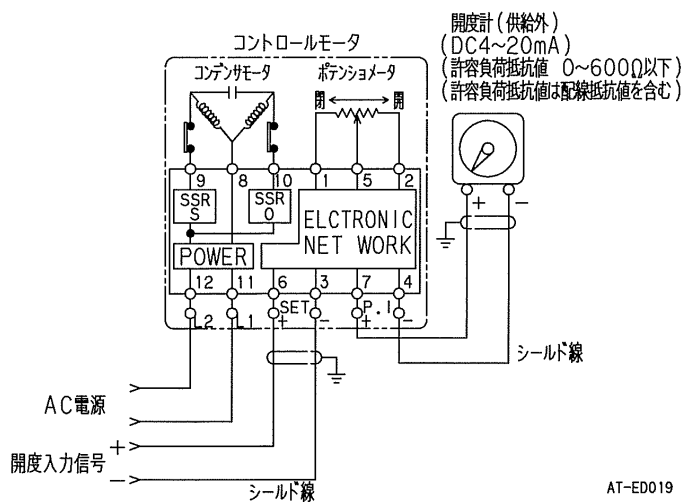 開度計（供給外）
（DC4～20mA）
（許容負荷抵抗値 0～600Ω以下）
（許容負荷抵抗値は配線抵抗値を含む）
コントロールモータ
コンデンサモータ
ポテンショメータ
閉
開
9
8
10
1
5
2
SSR
S
SSR
O
ELCTRONIC
NET WORK
POWER
12
11
6
3
7
4
SET
P.I
L2
L1
+
-
+
-
+
-
シールド線
AC電源
開度入力信号
+
-
シールド線
AT-ED019